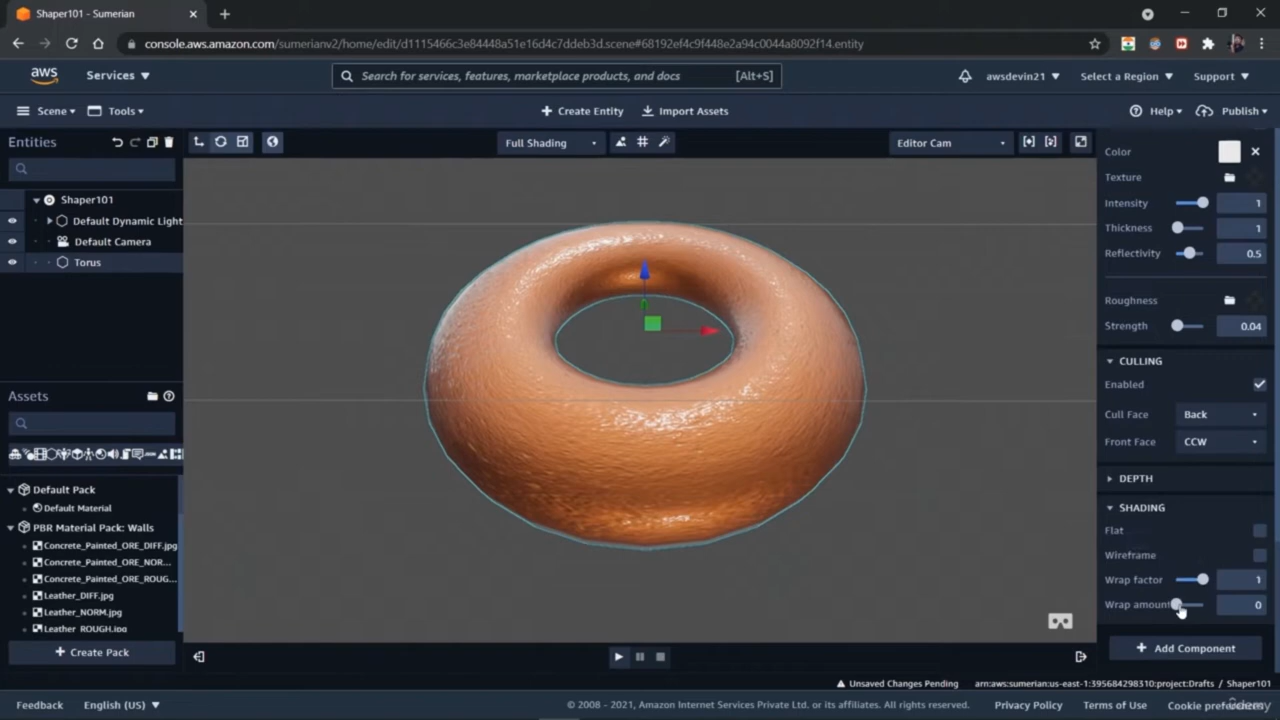 Shaper101 - Sumerian
console.aws.amazon.com/sumerianv2/home/edit/d1115466c3e84448a51e16d4c7ddeb3d.scene#68192ef4c9f448e2a94c0044a8092f14.entity
aws Services Search for services, features, marketplace products, and docs [Alt+S] awsdevin21 Select a Region Support
Scene Tools Create Entity Import Assets Help Publish
Entities
Full Shading
Editor Cam
Shaper101
Default Dynamic Light
Default Camera
Torus
Assets
Default Pack
Default Material
PBR Material Pack: Walls
Concrete_Painted_ORE_DIFF.jpg
Concrete_Painted_ORE_NOR...
Concrete_Painted_ORE_ROUG...
Leather_DIFF.jpg
Leather_NORM.jpg
Leather_ROUGH.jpg
Create Pack
Color
Texture
Intensity 1
Thickness 1
Reflectivity 0.5
Roughness
Strength 0.04
CULLING
Enabled
Cull Face Back
Front Face CCW
DEPTH
SHADING
Flat
Wireframe
Wrap factor 1
Wrap amount 0
Add Component
Unsaved Changes Pending arn:aws:sumerian:us-east-1:395684298310:project:Drafts / Shaper101
Feedback English (US) © 2008 - 2021, Amazon Internet Services Private Ltd. or its affiliates. All rights reserved. Privacy Policy Terms of Use Cookie preferences
Udemy